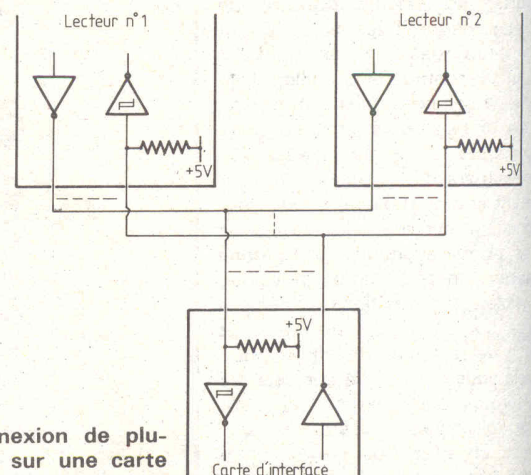 Lecteur n°1
Lecteur n°2
+5V
+5V
+5V
nexion de plu-
sur une carte
Carte d'interface